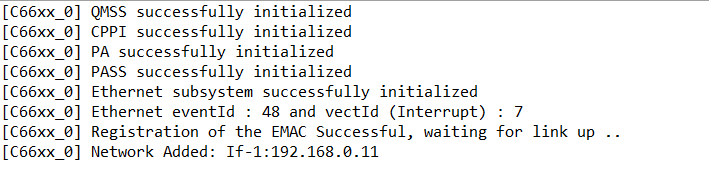 [C66xx_0] QMSS successfully initialized
[C66xx_0] CPPI successfully initialized
[C66xx_0] PA successfully initialized
[C66xx_0] PASS successfully initialized
[C66xx_0] Ethernet subsystem successfully initialized
[C66xx_0] Ethernet eventId : 48 and vectId (Interrupt) : 7
[C66xx_0] Registration of the EMAC Successful, waiting for link up ..
[C66xx_0] Network Added: If-1:192.168.0.11